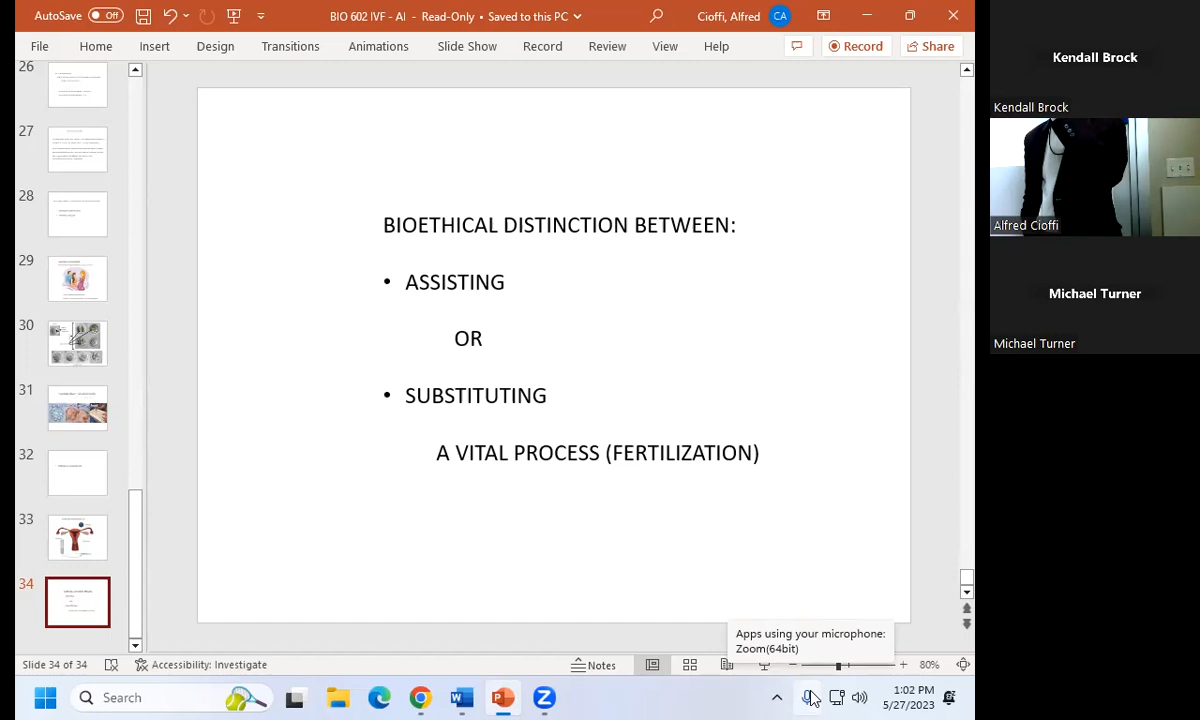 AutoSave Off
BIO 602 IVF - AI - Read-Only • Saved to this PC
Cioffi, Alfred CA
File Home Insert Design Transitions Animations Slide Show Record Review View Help
Record
Share
26
27
28
29
30
31
32
33
34
BIOETHICAL DISTINCTION BETWEEN:
• ASSISTING
OR
• SUBSTITUTING
A VITAL PROCESS (FERTILIZATION)
Kendall Brock
Kendall Brock
Alfred Cioffi
Michael Turner
Michael Turner
Apps using your microphone:
Zoom(64bit)
Slide 34 of 34
Accessibility: Investigate
Notes
80%
Search
1:02 PM
5/27/2023